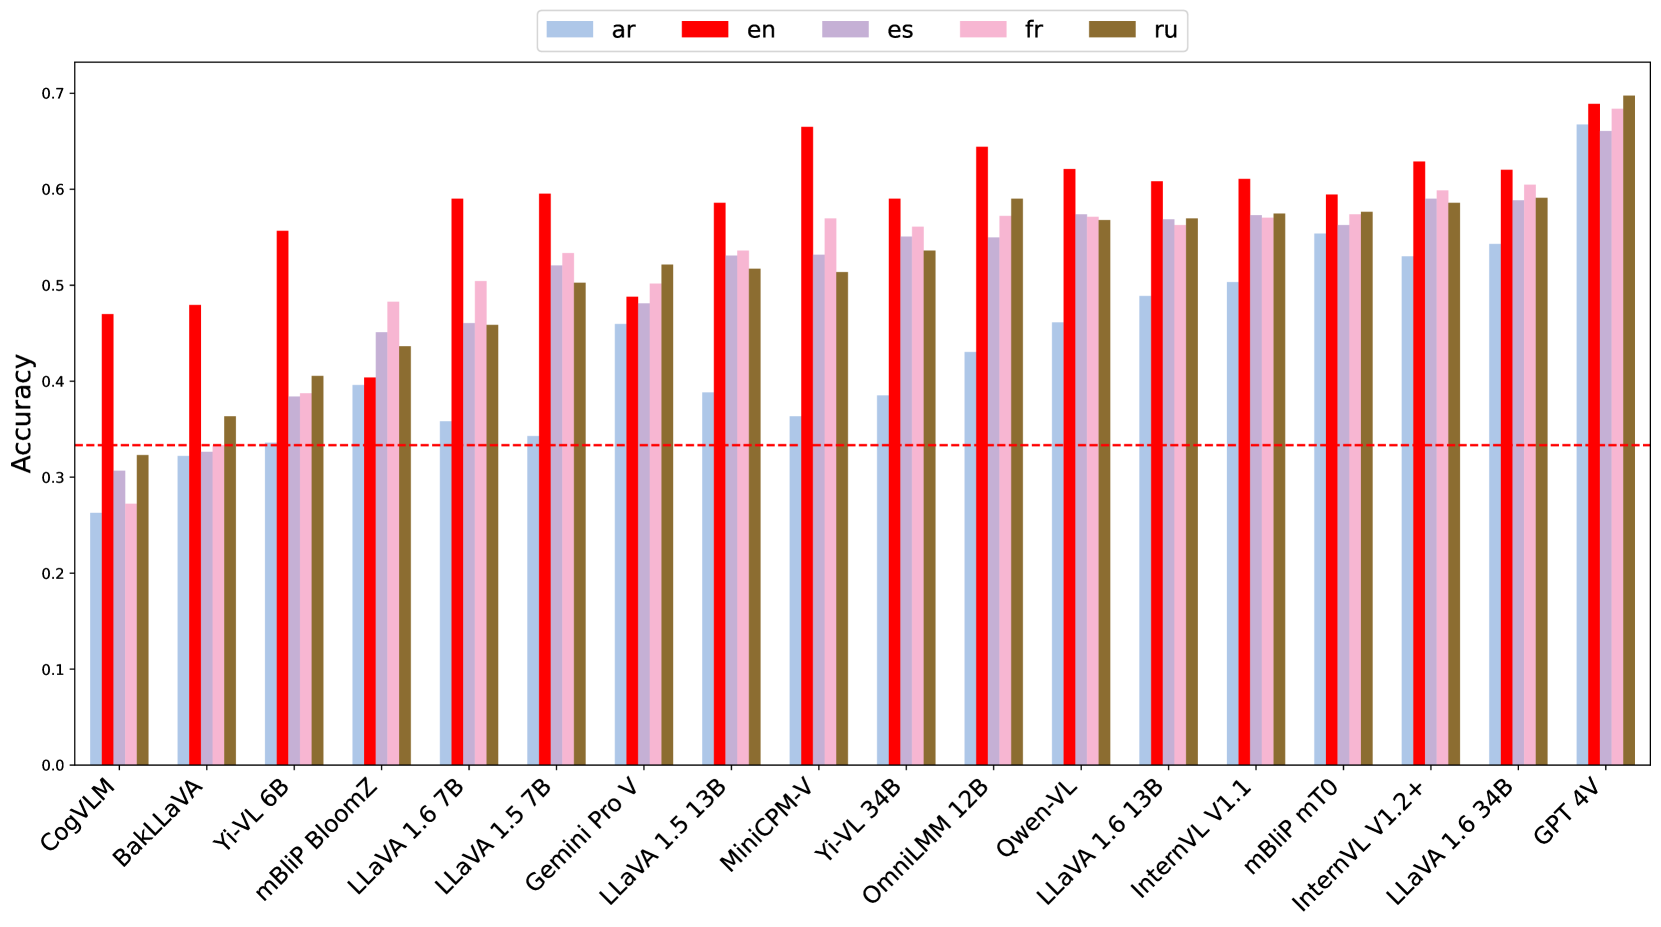 ar en es fr ru
Accuracy
0.7
0.6
0.5
0.4
0.3
0.2
0.1
0.0
CogVLM
BakLLaVA
Yi-VL 6B
mBliP BloomZ
LLaVA 1.6 7B
LLaVA 1.5 7B
Gemini Pro V
LLaVA 1.5 13B
MiniCPM-V
Yi-VL 34B
OmniLMM 12B
Qwen-VL
LLaVA 1.6 13B
InternVL V1.1
mBliP mT0
InternVL V1.2+
LLaVA 1.6 34B
GPT 4V